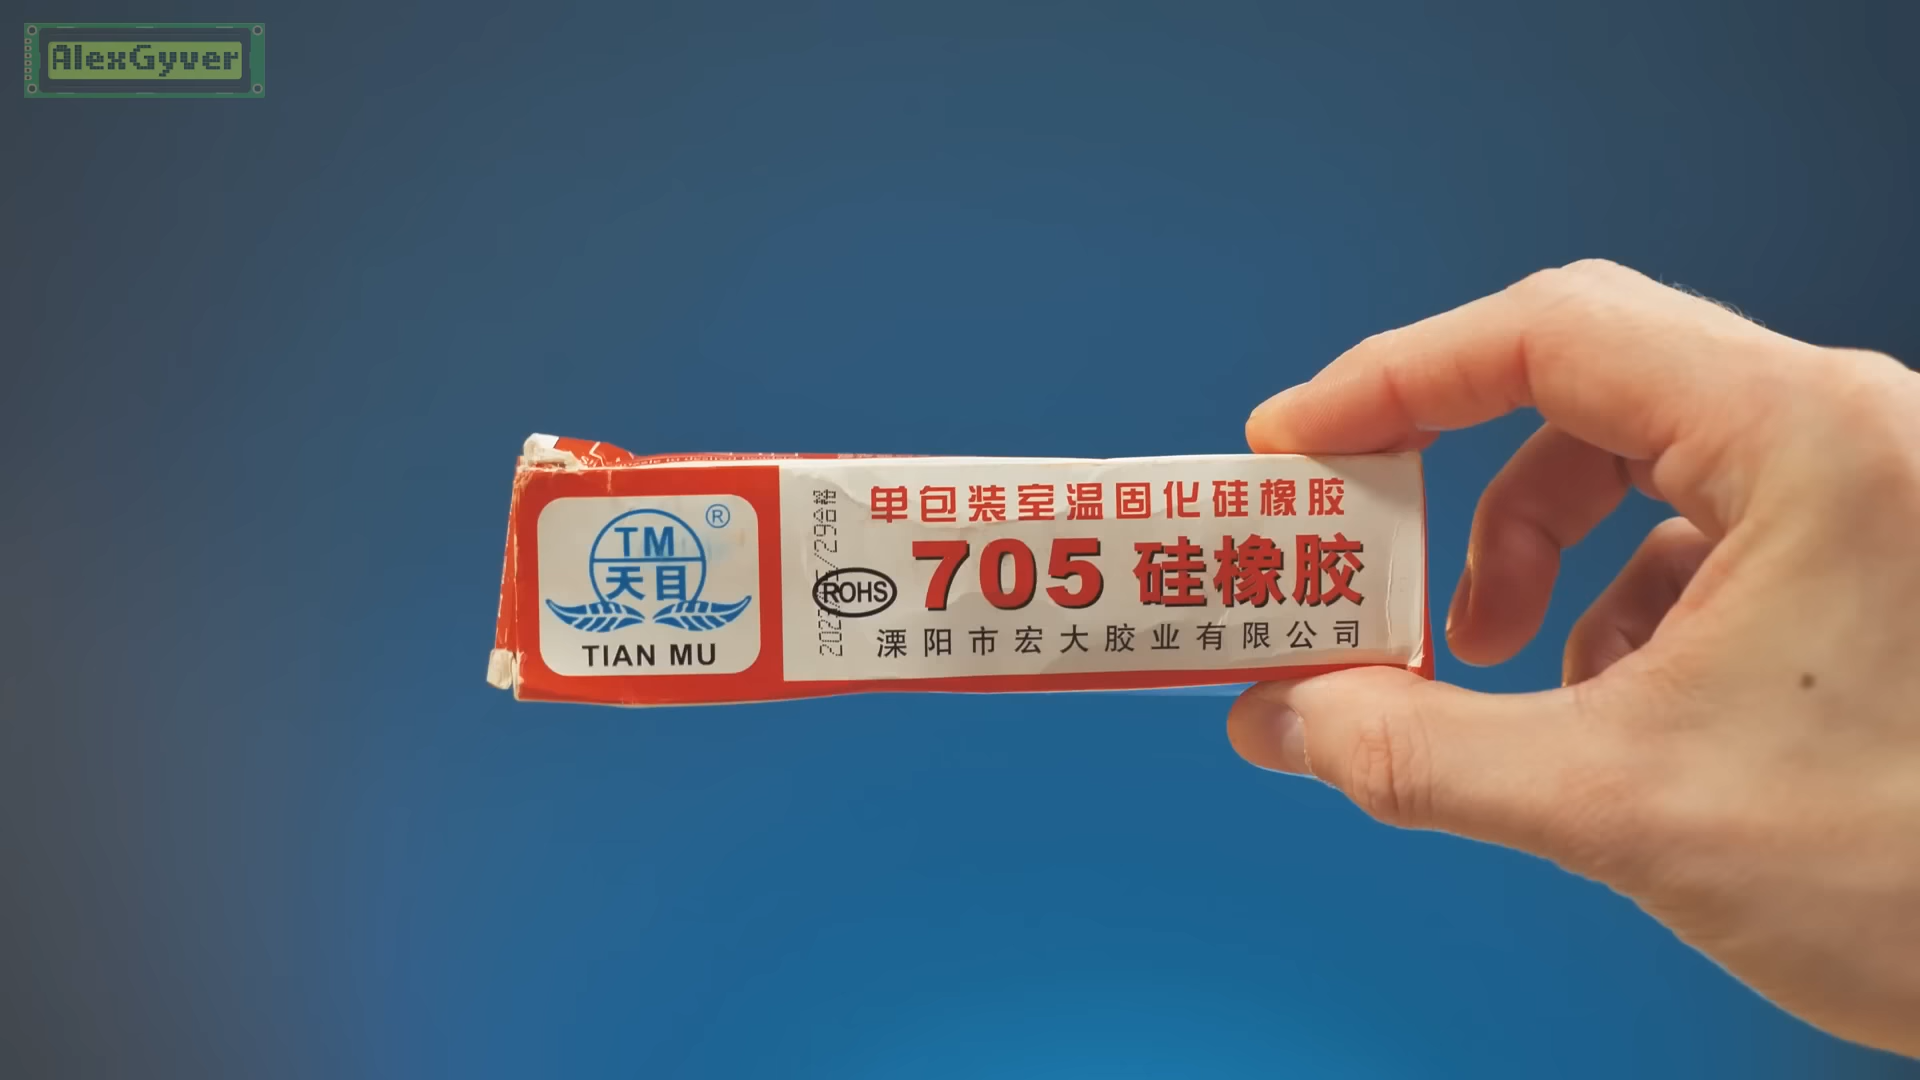 AlexGyver
TM
®
天目
TIAN MU
单包装室温固化硅橡胶
705 硅橡胶
ROHS
溧阳市宏大胶业有限公司